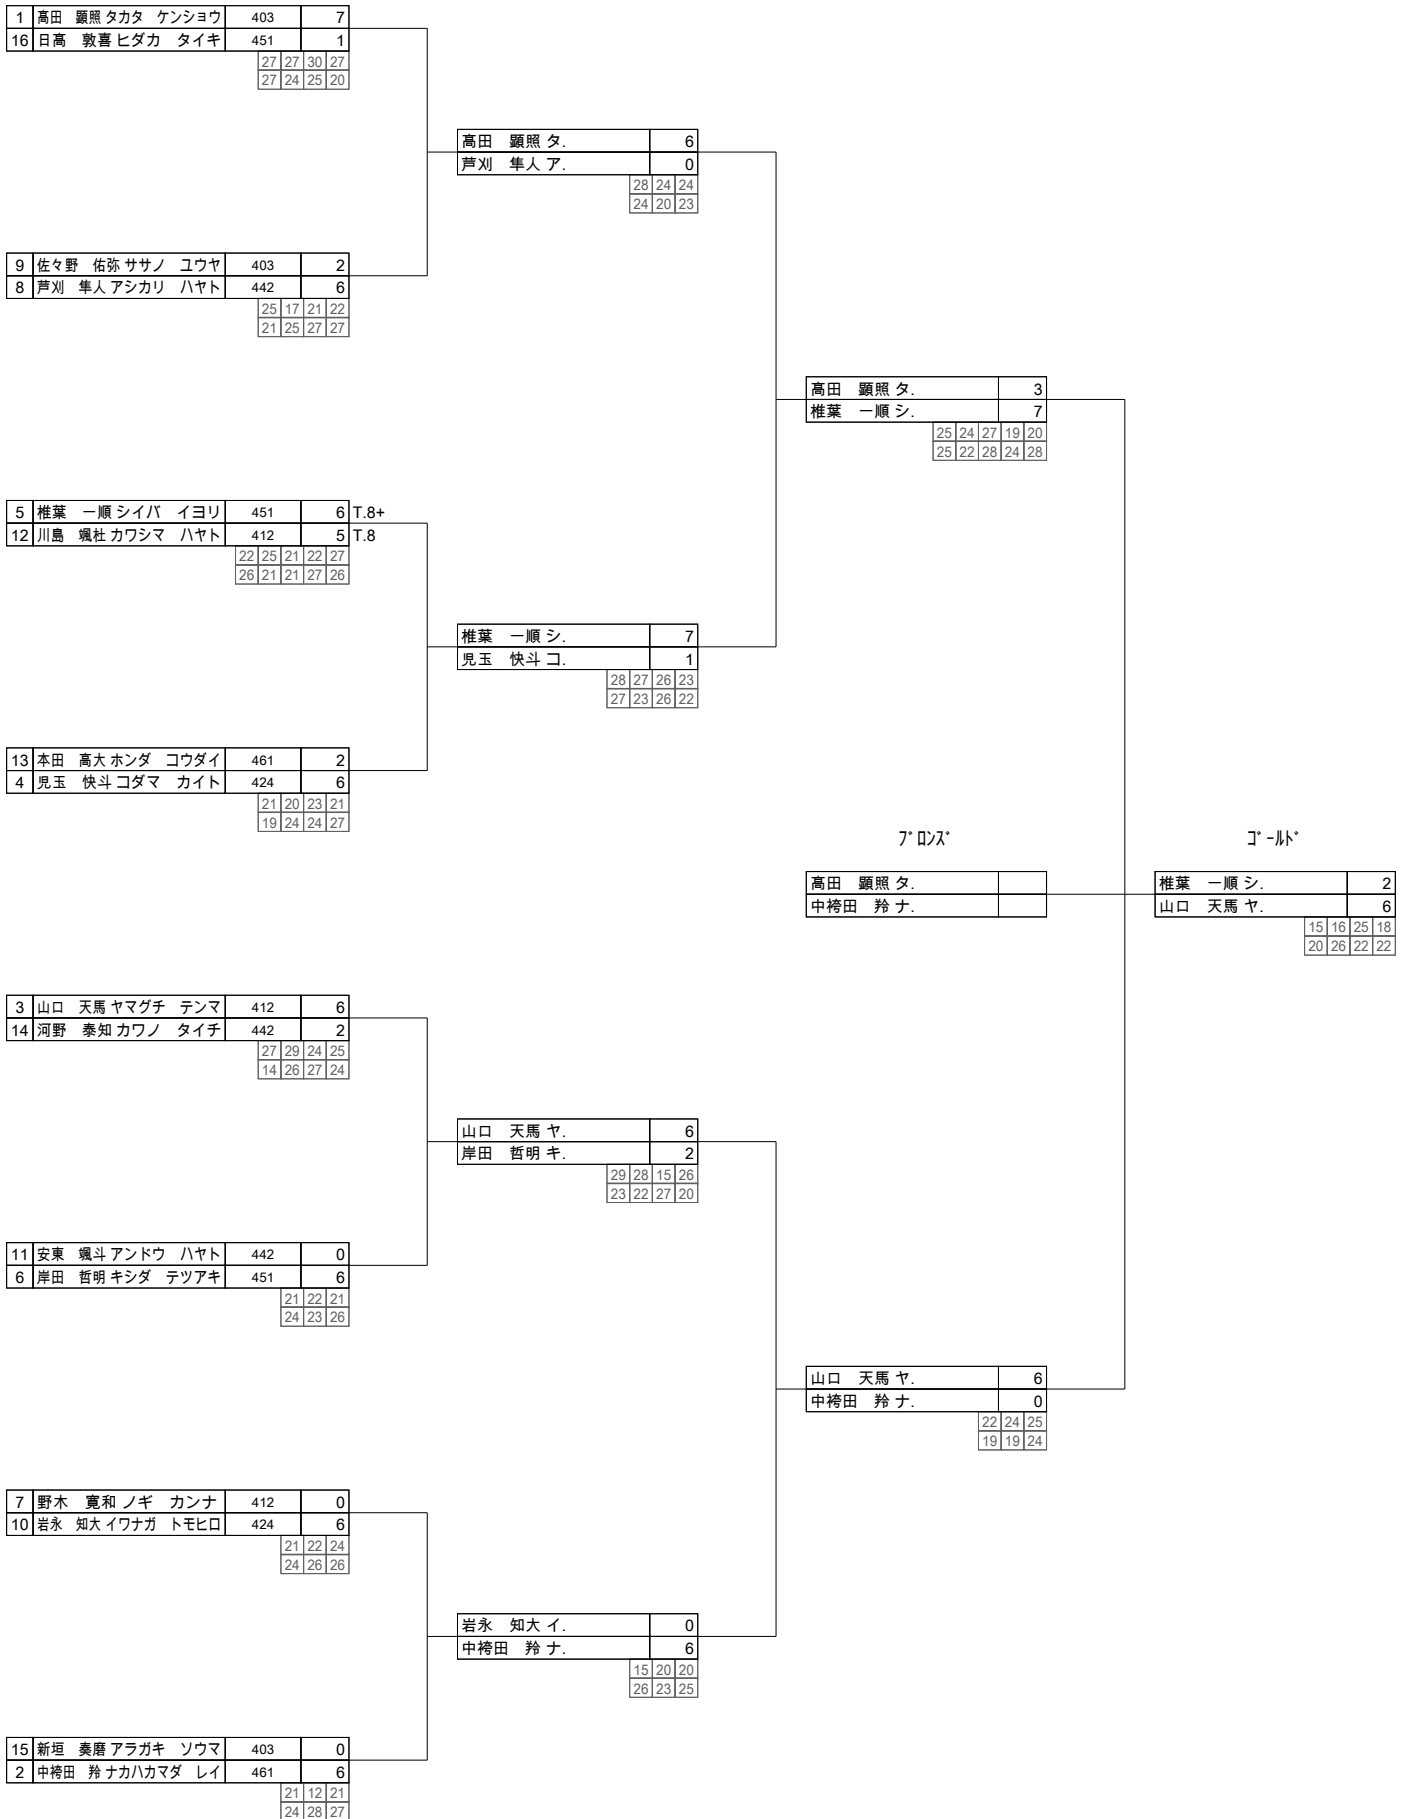 1 髙田　顕照 タカタ　ケンショウ 403 7
16 日髙　敦喜 ヒダカ　タイキ 451 1
27 27 30 27
27 24 25 20
髙田　顕照 タ. 6
芦刈　隼人 ア. 0
28 24 24
24 20 23
9 佐々野　佑弥 ササノ　ユウヤ 403 2
8 芦刈　隼人 アシカリ　ハヤト 442 6
25 17 21 22
21 25 27 27
髙田　顕照 タ. 3
椎葉　一順 シ. 7
25 24 27 19 20
25 22 28 24 28
5 椎葉　一順 シイバ　イヨリ 451 6 T.8+
12 川島　颯杜 カワシマ　ハヤト 412 5 T.8
22 25 21 22 27
26 21 21 27 26
椎葉　一順 シ. 7
児玉　快斗 コ. 1
28 27 26 23
27 23 26 22
13 本田　高大 ホンダ　コウダイ 461 2
4 児玉　快斗 コダマ　カイト 424 6
21 20 23 21
19 24 24 27
ﾌﾞﾛﾝｽﾞ ｺﾞｰﾙﾄﾞ
髙田　顕照 タ.
中袴田　羚 ナ.
椎葉　一順 シ. 2
山口　天馬 ヤ. 6
15 16 25 18
20 26 22 22
3 山口　天馬 ヤマグチ　テンマ 412 6
14 河野　泰知 カワノ　タイチ 442 2
27 29 24 25
14 26 27 24
山口　天馬 ヤ. 6
岸田　哲明 キ. 2
29 28 15 26
23 22 27 20
11 安東　颯斗 アンドウ　ハヤト 442 0
6 岸田　哲明 キシダ　テツアキ 451 6
21 22 21
24 23 26
山口　天馬 ヤ. 6
中袴田　羚 ナ. 0
22 24 25
19 19 24
7 野木　寛和 ノギ　カンナ 412 0
10 岩永　知大 イワナガ　トモヒロ 424 6
21 22 24
24 26 26
岩永　知大 イ. 0
中袴田　羚 ナ. 6
15 20 20
26 23 25
15 新垣　奏磨 アラガキ　ソウマ 403 0
2 中袴田　羚 ナカハカマダ　レイ 461 6
21 12 21
24 28 27